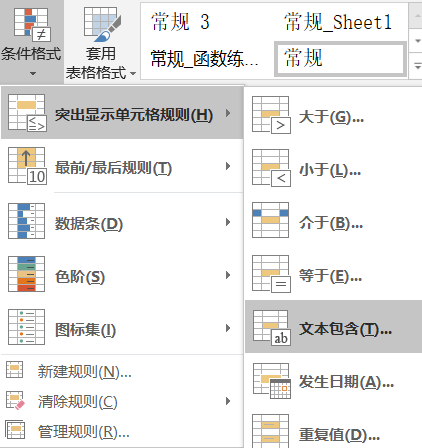 常规 3
常规_Sheet1
条件格式
套用
表格格式
常规_函数练...
常规
突出显示单元格规则(H)
最前/最后规则(T)
数据条(D)
色阶(S)
图标集(I)
新建规则(N)...
清除规则(C)
管理规则(R)...
大于(G)...
小于(L)...
介于(B)...
等于(E)...
文本包含(T)...
发生日期(A)...
重复值(D)...
10
ab